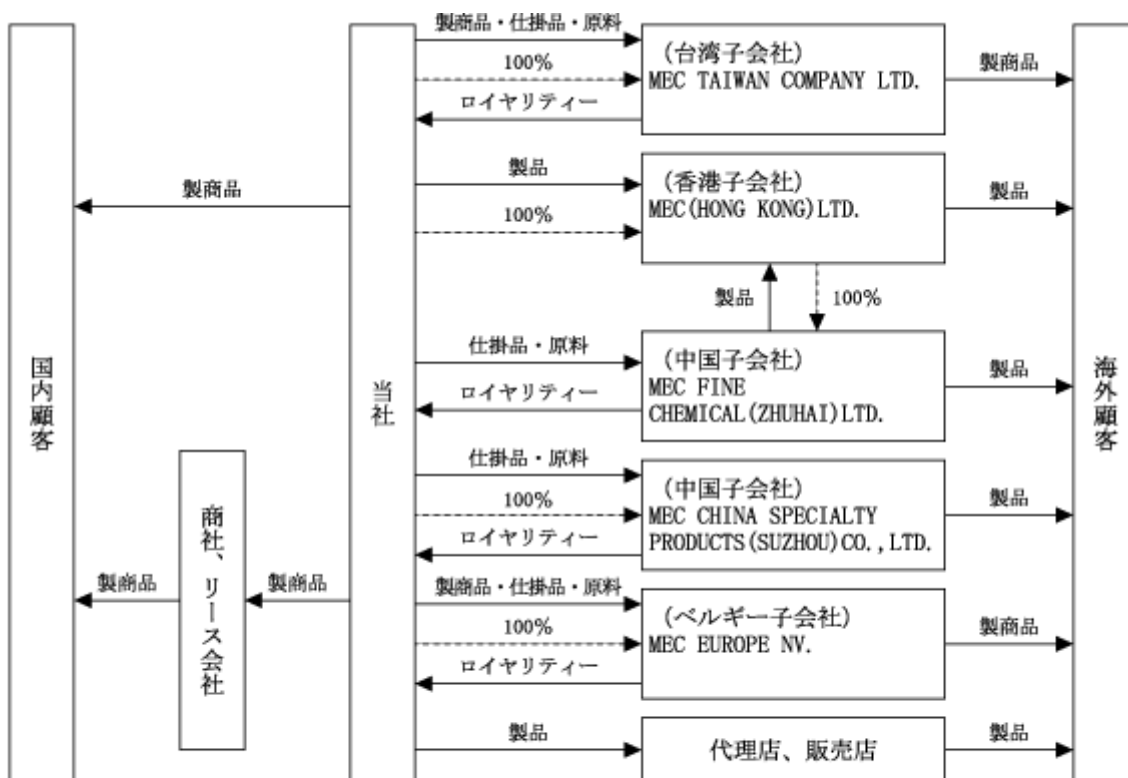 国内顧客
製商品
製商品
商社、リース会社
製商品
当社
製商品・仕掛品・原料
100%
ロイヤリティー
(台湾子会社)
MEC TAIWAN COMPANY LTD.
製商品
製品
100%
(香港子会社)
MEC(HONG KONG)LTD.
製品
製品
100%
仕掛品・原料
ロイヤリティー
(中国子会社)
MEC FINE
CHEMICAL(ZHUHAI)LTD.
製品
仕掛品・原料
100%
ロイヤリティー
(中国子会社)
MEC CHINA SPECIALTY
PRODUCTS(SUZHOU)CO.,LTD.
製品
製商品・仕掛品・原料
100%
ロイヤリティー
(ベルギー子会社)
MEC EUROPE NV.
製商品
製品
代理店、販売店
製品
海外顧客